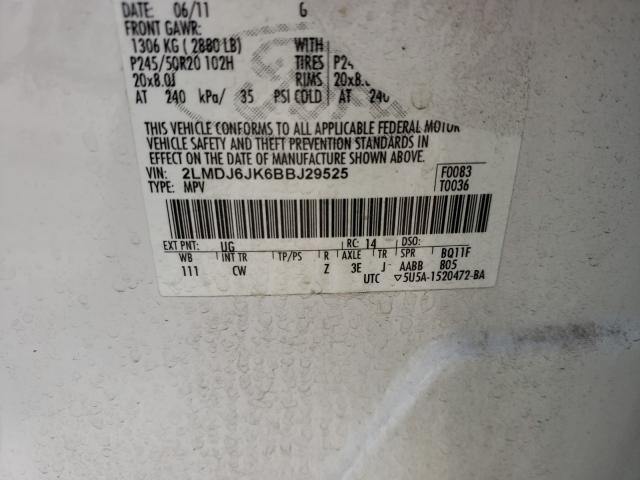 DATE: 06/11 G
FRONT GAWR:
1306 KG ( 2880 LB) WITH
P245/50R20 102H TIRES P24
20x8.0J RIMS 20x8.
AT 240 kPa/ 35 PSI COLD AT 240
THIS VEHICLE CONFORMS TO ALL APPLICABLE FEDERAL MOTOR
VEHICLE SAFETY AND THEFT PREVENTION STANDARDS IN
EFFECT ON THE DATE OF MANUFACTURE SHOWN ABOVE.
VIN: 2LMDJ6JK6BBJ29525 F0083
TYPE: MPV T0036
EXT PNT: UG RC: 14 DSO:
WB INT TR TP/PS R AXLE TR SPR BQ11F
111 CW Z 3E J AABB 805
UTC ▽5U5A-1520472-BA